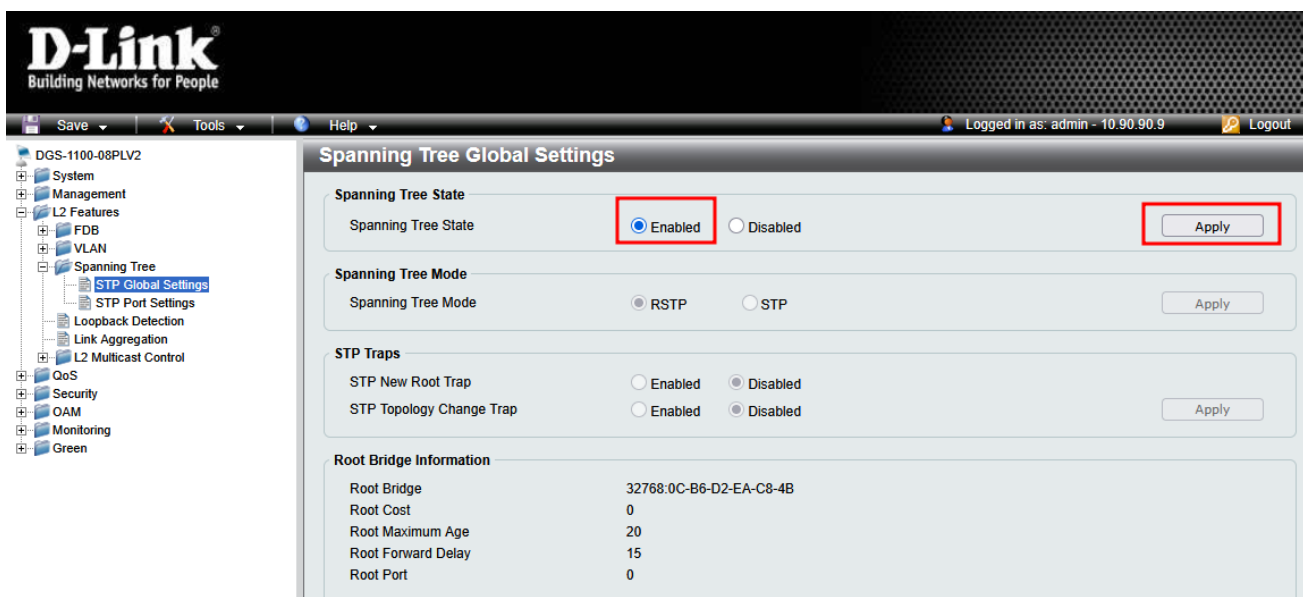 D-Link®
Building Networks for People
Save Tools Help Logged in as: admin - 10.90.90.9 Logout
DGS-1100-08PLV2
System
Management
L2 Features
FDB
VLAN
Spanning Tree
STP Global Settings
STP Port Settings
Loopback Detection
Link Aggregation
L2 Multicast Control
QoS
Security
OAM
Monitoring
Green
Spanning Tree Global Settings
Spanning Tree State
Spanning Tree State Enabled Disabled Apply
Spanning Tree Mode
Spanning Tree Mode RSTP STP Apply
STP Traps
STP New Root Trap Enabled Disabled
STP Topology Change Trap Enabled Disabled Apply
Root Bridge Information
Root Bridge 32768:0C-B6-D2-EA-C8-4B
Root Cost 0
Root Maximum Age 20
Root Forward Delay 15
Root Port 0